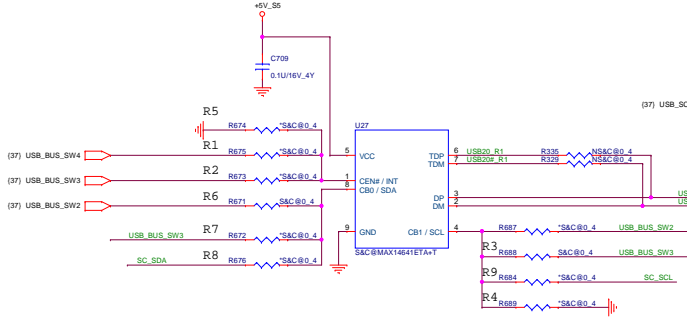 +5V_S5
C709
0.1U/16V_4Y
(37) USB_SC
R5
U27
R674 *S&C@0_4
R1
(37) USB_BUS_SW4 R675 *S&C@0_4 5 VCC TDP 6 USB20_R1 R335 NS&C@0_4
TDM 7 USB20#_R1 R329 NS&C@0_4
R2
(37) USB_BUS_SW3 R673 *S&C@0_4 1 CEN# / INT
8 CB0 / SDA
R6
(37) USB_BUS_SW2 R671 S&C@0_4 DP 3 US
DM 2 US
R7
USB_BUS_SW3 R672 *S&C@0_4 9 GND CB1 / SCL 4 R687 *S&C@0_4 USB_BUS_SW2
R3
R8
SC_SDA R676 *S&C@0_4 S&C@MAX14641ETA+T R688 S&C@0_4 USB_BUS_SW3
R9
R684 *S&C@0_4 SC_SCL
R4
R689 *S&C@0_4